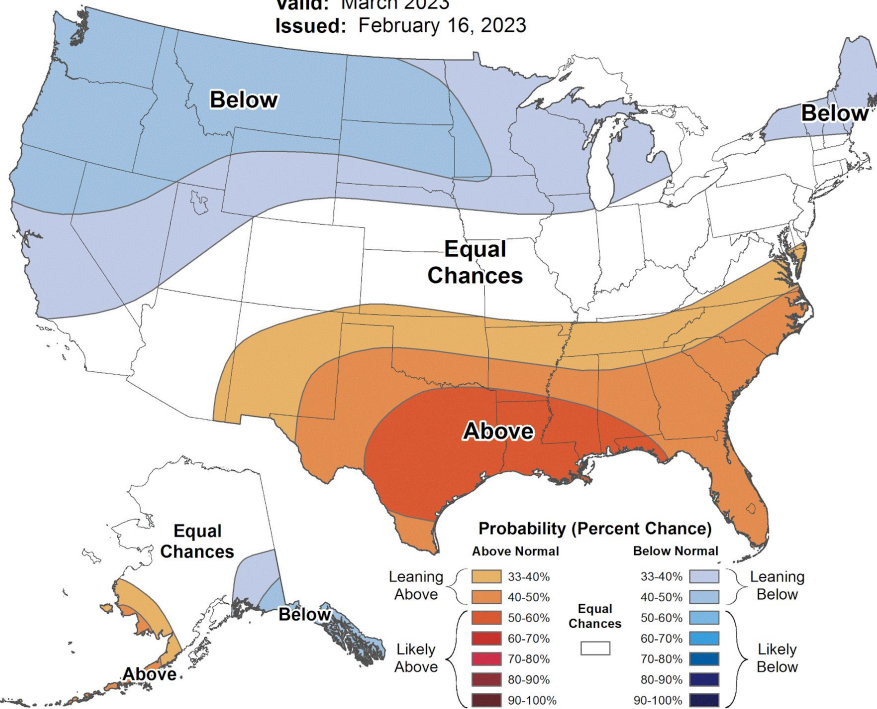 Valid: March 2023
Issued: February 16, 2023
Below
Below
Equal
Chances
Above
Equal
Chances
Below
Above
Probability (Percent Chance)
Above Normal
Below Normal
Leaning
Above
33-40%
40-50%
Likely
Above
50-60%
60-70%
70-80%
80-90%
90-100%
Equal
Chances
33-40%
40-50%
Leaning
Below
50-60%
60-70%
70-80%
80-90%
90-100%
Likely
Below